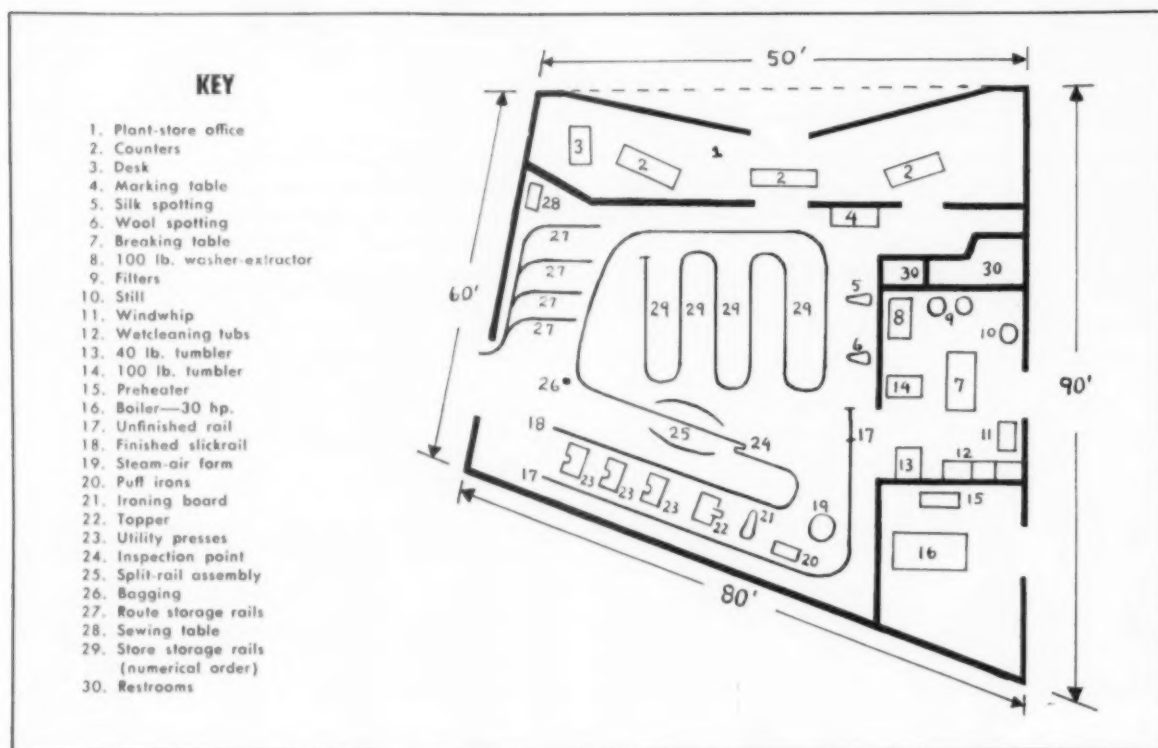 KEY
1. Plant-store office
2. Counters
3. Desk
4. Marking table
5. Silk spotting
6. Wool spotting
7. Breaking table
8. 100 lb. washer-extractor
9. Filters
10. Still
11. Windwhip
12. Wetcleaning tubs
13. 40 lb. tumbler
14. 100 lb. tumbler
15. Preheater
16. Boiler—30 hp.
17. Unfinished rail
18. Finished slickrail
19. Steam-air form
20. Puff irons
21. Ironing board
22. Topper
23. Utility presses
24. Inspection point
25. Split-rail assembly
26. Bagging
27. Route storage rails
28. Sewing table
29. Store storage rails
(numerical order)
30. Restrooms
50'
3
2
1
2
2
28
4
27
30
30
27
60'
29
29
29
29
5
8
9
10
27
27
6
26
14
7
90'
18
25
24
17
11
17
23
23
23
22
21
19
13
12
15
20
16
80'